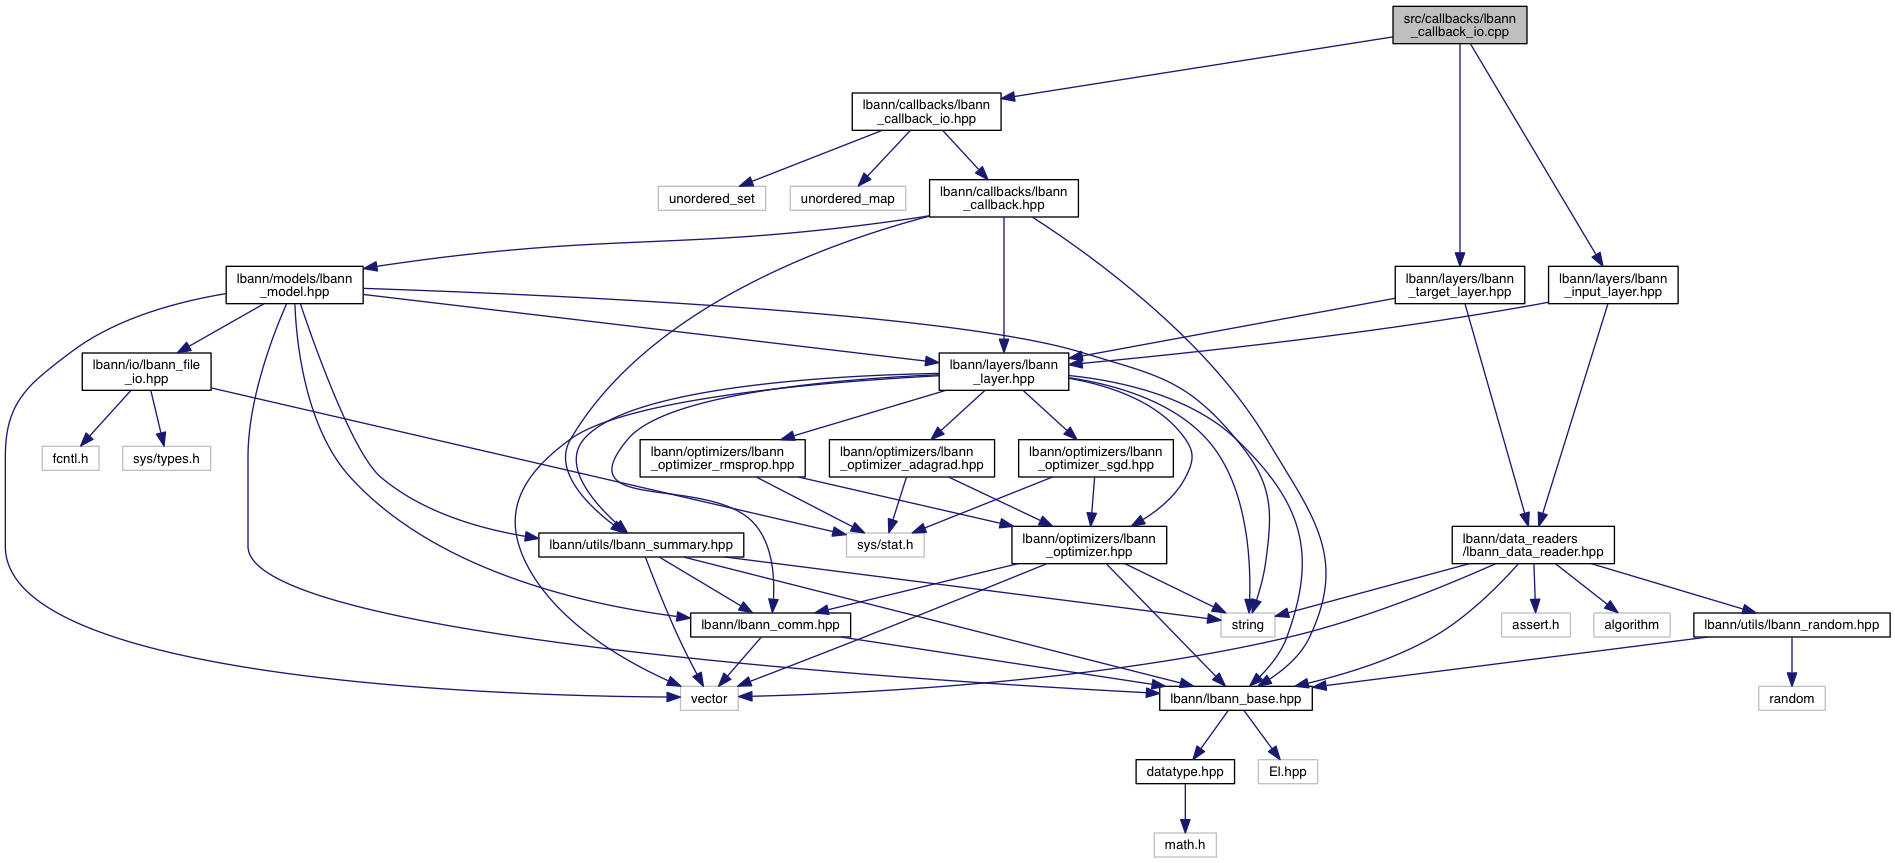 src/callbacks/lbann
_callback_io.cpp
lbann/callbacks/lbann
_callback_io.hpp
unordered_set
unordered_map
lbann/callbacks/lbann
_callback.hpp
lbann/models/lbann
_model.hpp
lbann/layers/lbann
_target_layer.hpp
lbann/layers/lbann
_input_layer.hpp
lbann/io/lbann_file
_io.hpp
lbann/layers/lbann
_layer.hpp
fcntl.h
sys/types.h
lbann/optimizers/lbann
_optimizer_rmsprop.hpp
lbann/optimizers/lbann
_optimizer_adagrad.hpp
lbann/optimizers/lbann
_optimizer_sgd.hpp
lbann/utils/lbann_summary.hpp
sys/stat.h
lbann/optimizers/lbann
_optimizer.hpp
lbann/data_readers
/lbann_data_reader.hpp
lbann/lbann_comm.hpp
string
assert.h
algorithm
lbann/utils/lbann_random.hpp
vector
lbann/lbann_base.hpp
random
datatype.hpp
El.hpp
math.h